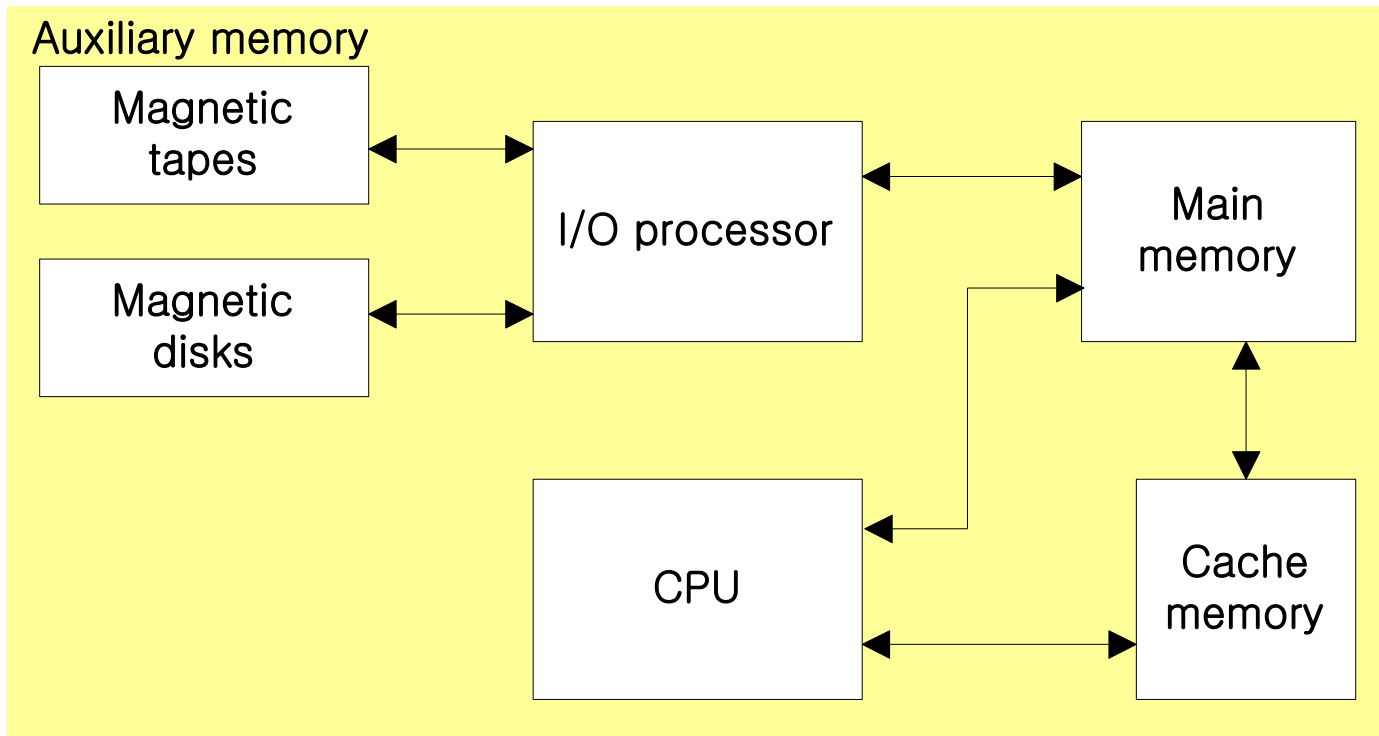 Auxiliary memory
Magnetic
tapes
I/O processor
Main
memory
Magnetic
disks
CPU
Cache
memory